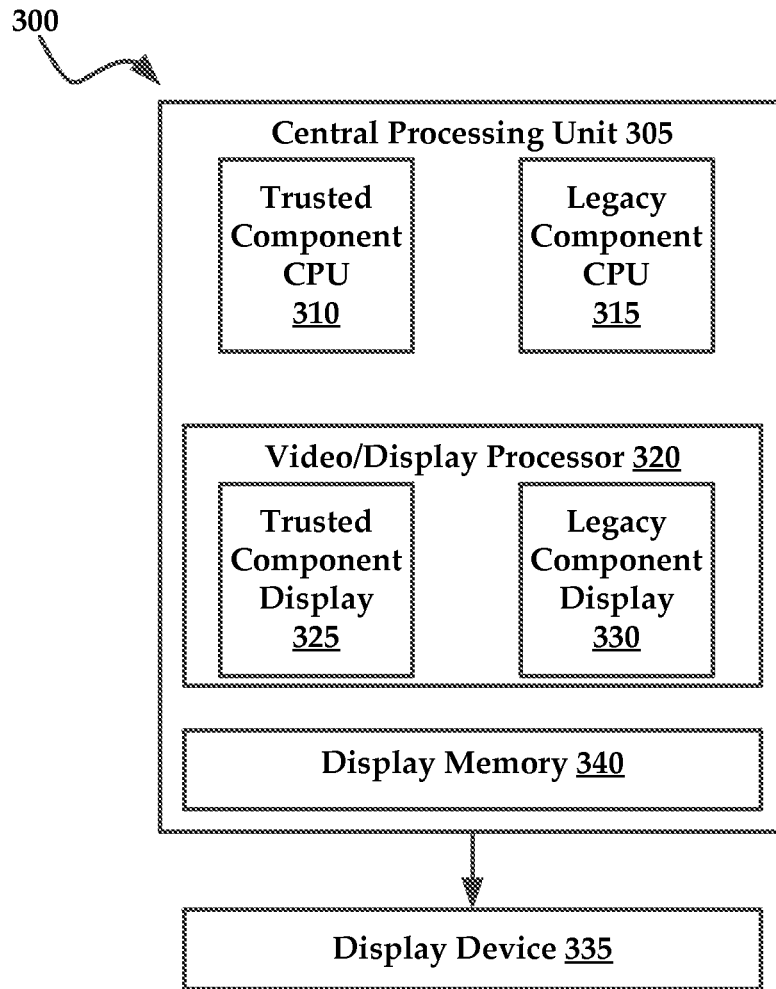 300
Central Processing Unit 305
Trusted
Component
CPU
310
Legacy
Component
CPU
315
Video/Display Processor 320
Trusted
Component
Display
325
Legacy
Component
Display
330
Display Memory 340
Display Device 335